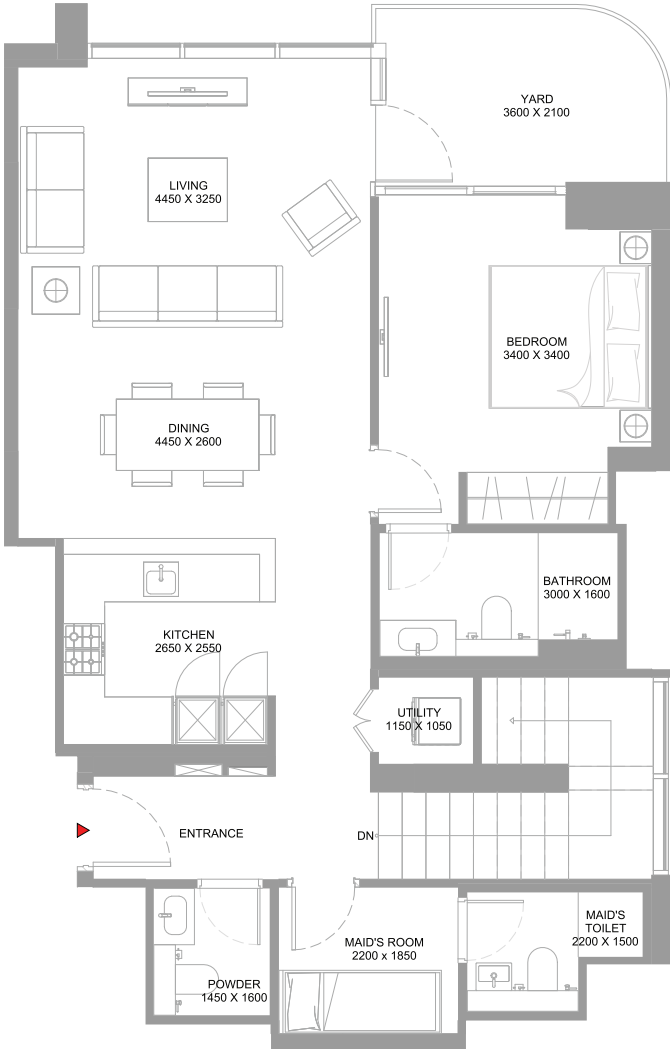 YARD
3600 X 2100
LIVING
4450 X 3250
BEDROOM
3400 X 3400
DINING
4450 X 2600
BATHROOM
3000 X 1600
KITCHEN
2650 X 2550
UTILITY
1150 X 1050
ENTRANCE
DN
MAID'S ROOM
2200 x 1850
MAID'S
TOILET
2200 X 1500
POWDER
1450 X 1600